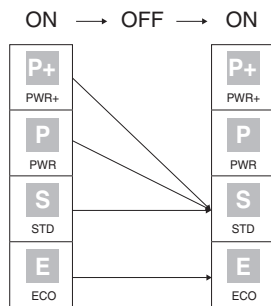 ON → OFF → ON
P+ P+
PWR+ PWR+
P P
PWR PWR
S S
STD STD
E E
ECO ECO